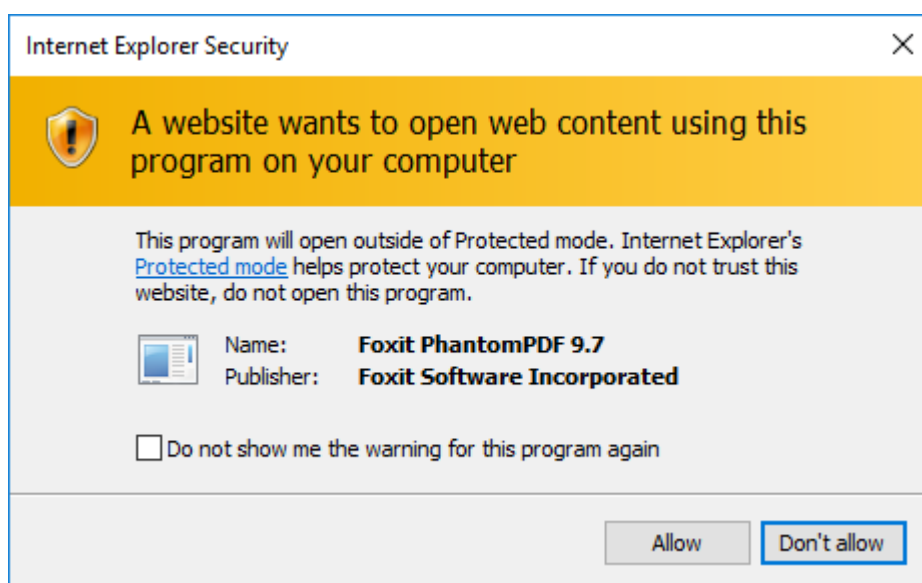 Internet Explorer Security
A website wants to open web content using this
program on your computer
This program will open outside of Protected mode. Internet Explorer's
Protected mode helps protect your computer. If you do not trust this
website, do not open this program.
Name: Foxit PhantomPDF 9.7
Publisher: Foxit Software Incorporated
Do not show me the warning for this program again
Allow Don't allow